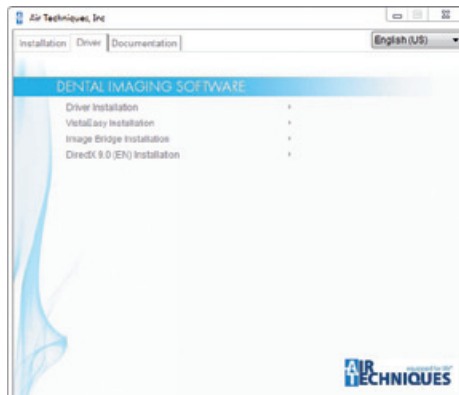 Air Techniques, Inc
Installation Driver Documentation English (US)
DENTAL IMAGING SOFTWARE
Driver Installation
VistaEasy Installation
Image Bridge Installation
DirectX 9.0 (EN) Installation
AIR
TECHNIQUES